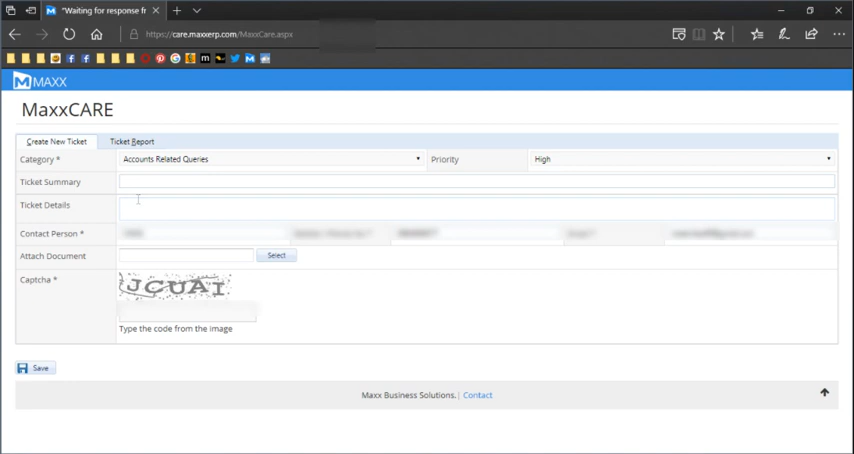 "Waiting for response fr
https://care.maxxerp.com/MaxxCare.aspx
MAXX
MaxxCARE
Create New Ticket Ticket Report
Category * Accounts Related Queries Priority High
Ticket Summary
Ticket Details
Contact Person *
Attach Document Select
Captcha * JCUAI
Type the code from the image
Save
Maxx Business Solutions. | Contact